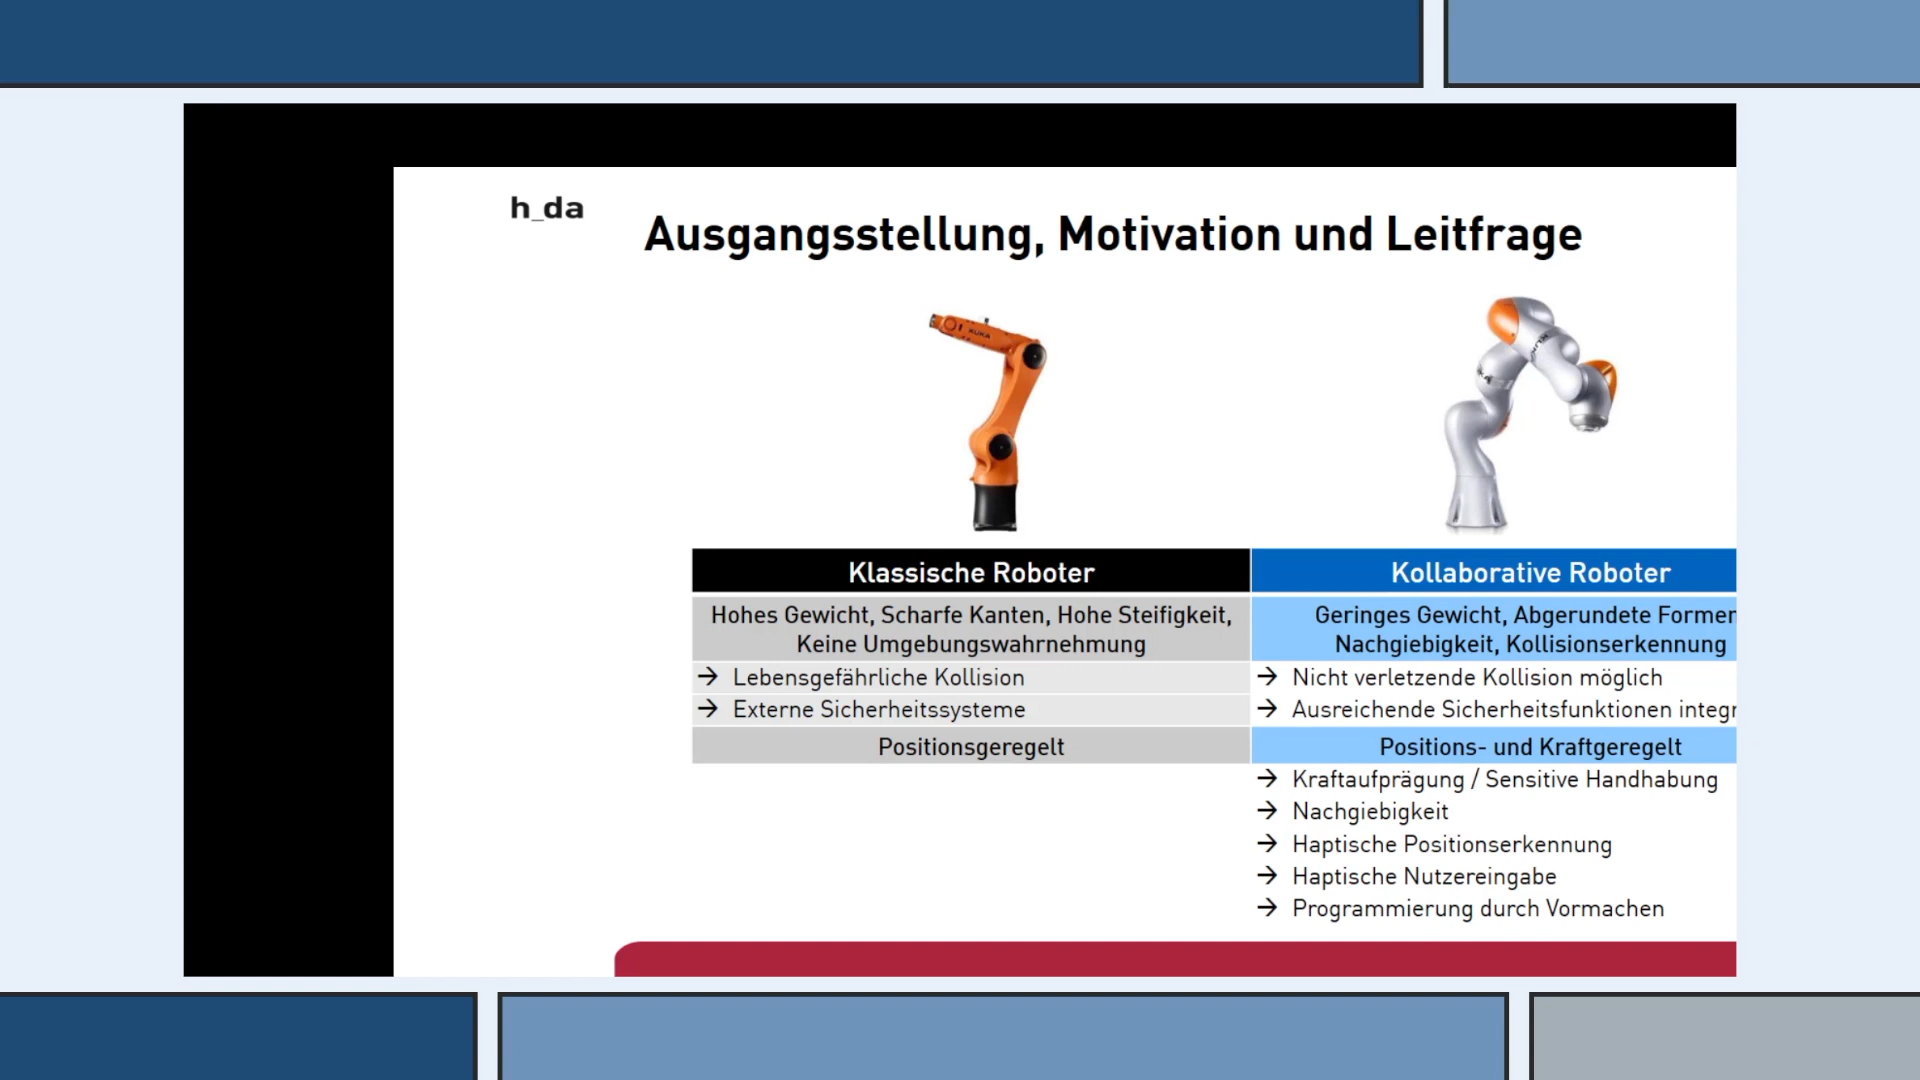 h_da
Ausgangsstellung, Motivation und Leitfrage
KUKA
Klassische Roboter
Kollaborative Roboter
Hohes Gewicht, Scharfe Kanten, Hohe Steifigkeit,
Keine Umgebungswahrnehmung
Geringes Gewicht, Abgerundete
Nachgiebigkeit, Kollisionserkennung
→ Lebensgefährliche Kollision
→ Nicht verletzende Kollision möglich
→ Externe Sicherheitssysteme
→ Ausreichende Sicherheitsfunktionen
Positionsgeregelt
Positions- und Kraftgeregelt
→ Kraftaufprägung / Sensitive Handhabung
→ Nachgiebigkeit
→ Haptische Positionserkennung
→ Haptische Nutzereingabe
→ Programmierung durch Vormachen